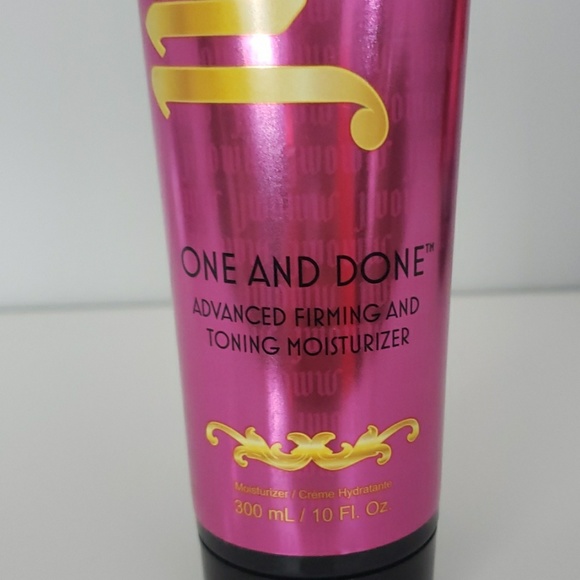 ONE AND DONE™
ADVANCED FIRMING AND
TONING MOISTURIZER
Moisturizer / Crème Hydratante
300 mL / 10 Fl. Oz